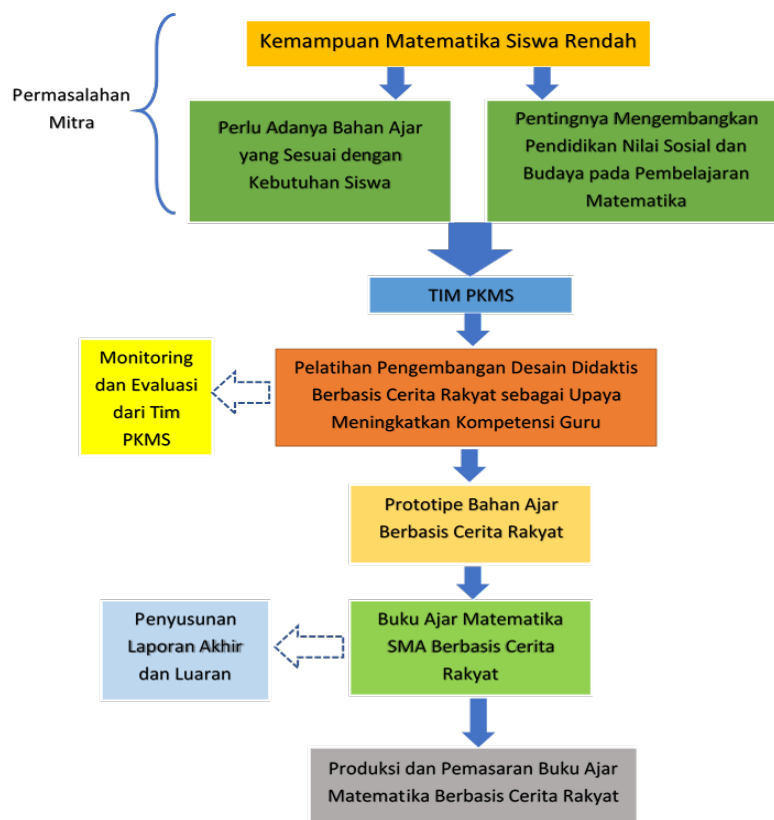 Kemampuan Matematika Siswa Rendah
Permasalahan
Mitra
Perlu Adanya Bahan Ajar
yang Sesuai dengan
Kebutuhan Siswa
Pentingnya Mengembangkan
Pendidikan Nilai Sosial dan
Budaya pada Pembelajaran
Matematika
TIM PKMS
Monitoring
dan Evaluasi
dari Tim
PKMS
Pelatihan Pengembangan Desain Didaktis
Berbasis Cerita Rakyat sebagai Upaya
Meningkatkan Kompetensi Guru
Prototipe Bahan Ajar
Berbasis Cerita Rakyat
Penyusunan
Laporan Akhir
dan Luaran
Buku Ajar Matematika
SMA Berbasis Cerita
Rakyat
Produksi dan Pemasaran Buku Ajar
Matematika Berbasis Cerita Rakyat